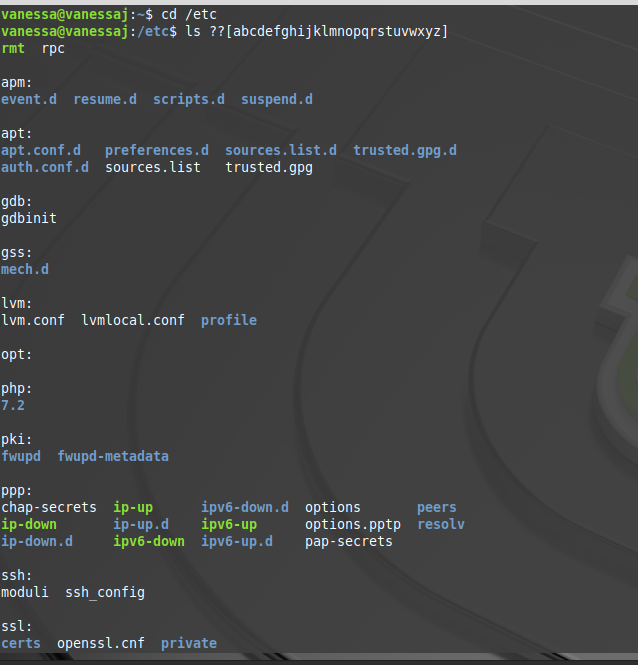 vanessa@vanessaj:~$ cd /etc
vanessa@vanessaj:/etc$ ls ??[abcdefghijklmnopqrstuvwxyz]
rmt  rpc

apm:
event.d  resume.d  scripts.d  suspend.d

apt:
apt.conf.d   preferences.d  sources.list.d  trusted.gpg.d
auth.conf.d  sources.list   trusted.gpg

gdb:
gdbinit

gss:
mech.d

lvm:
lvm.conf  lvmlocal.conf  profile

opt:

php:
7.2

pki:
fwupd  fwupd-metadata

ppp:
chap-secrets  ip-up      ipv6-down.d  options       peers
ip-down       ip-up.d    ipv6-up      options.pptp  resolv
ip-down.d     ipv6-down  ipv6-up.d    pap-secrets

ssh:
moduli  ssh_config

ssl:
certs  openssl.cnf  private